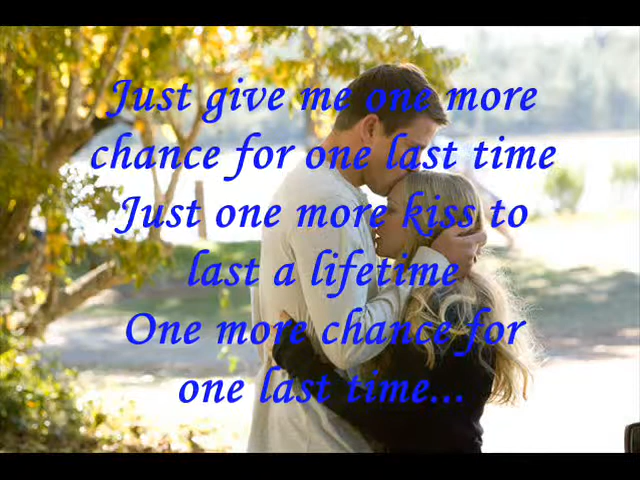 Just give me one more
chance for one last time
Just one more kiss to
last a lifetime
One more chance for
one last time...